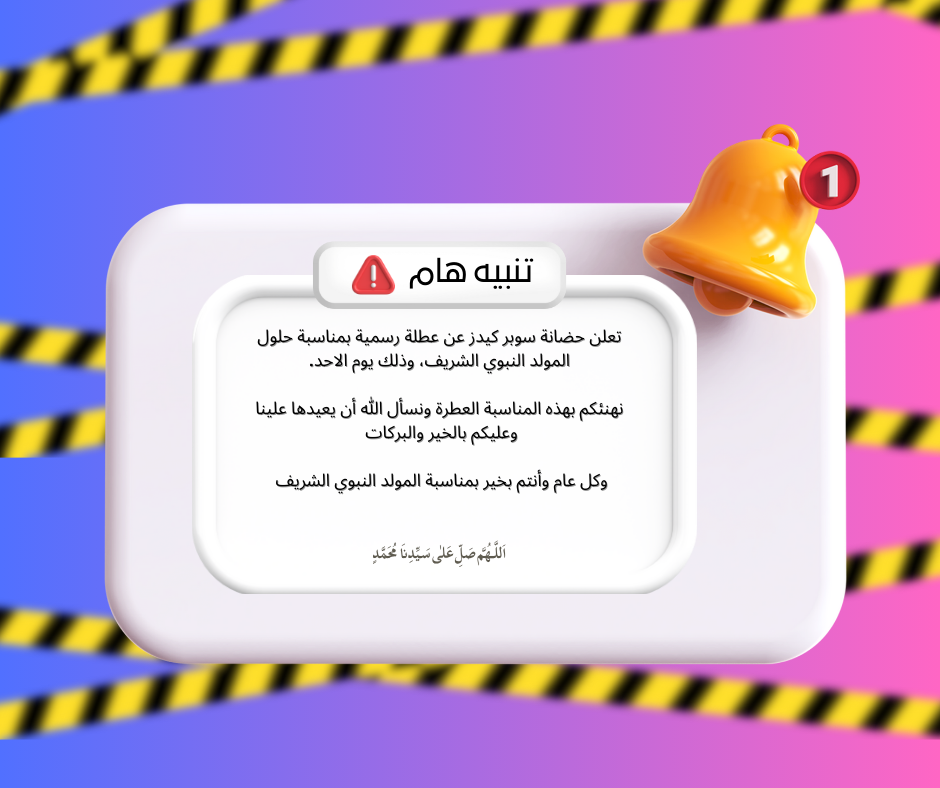 1
تنبيه هام
تعلن حضانة سوبر كيدز عن عطلة رسمية بمناسبة حلول
المولد النبوي الشريف، وذلك يوم الاحد.
نهنئكم بهذه المناسبة العطرة ونسأل الله أن يعيدها علينا
وعليكم بالخير والبركات
وكل عام وأنتم بخير بمناسبة المولد النبوي الشريف
اَللّٰهُمَّ صَلِّ عَلٰى سَيِّدِنَا مُحَمَّدٍ